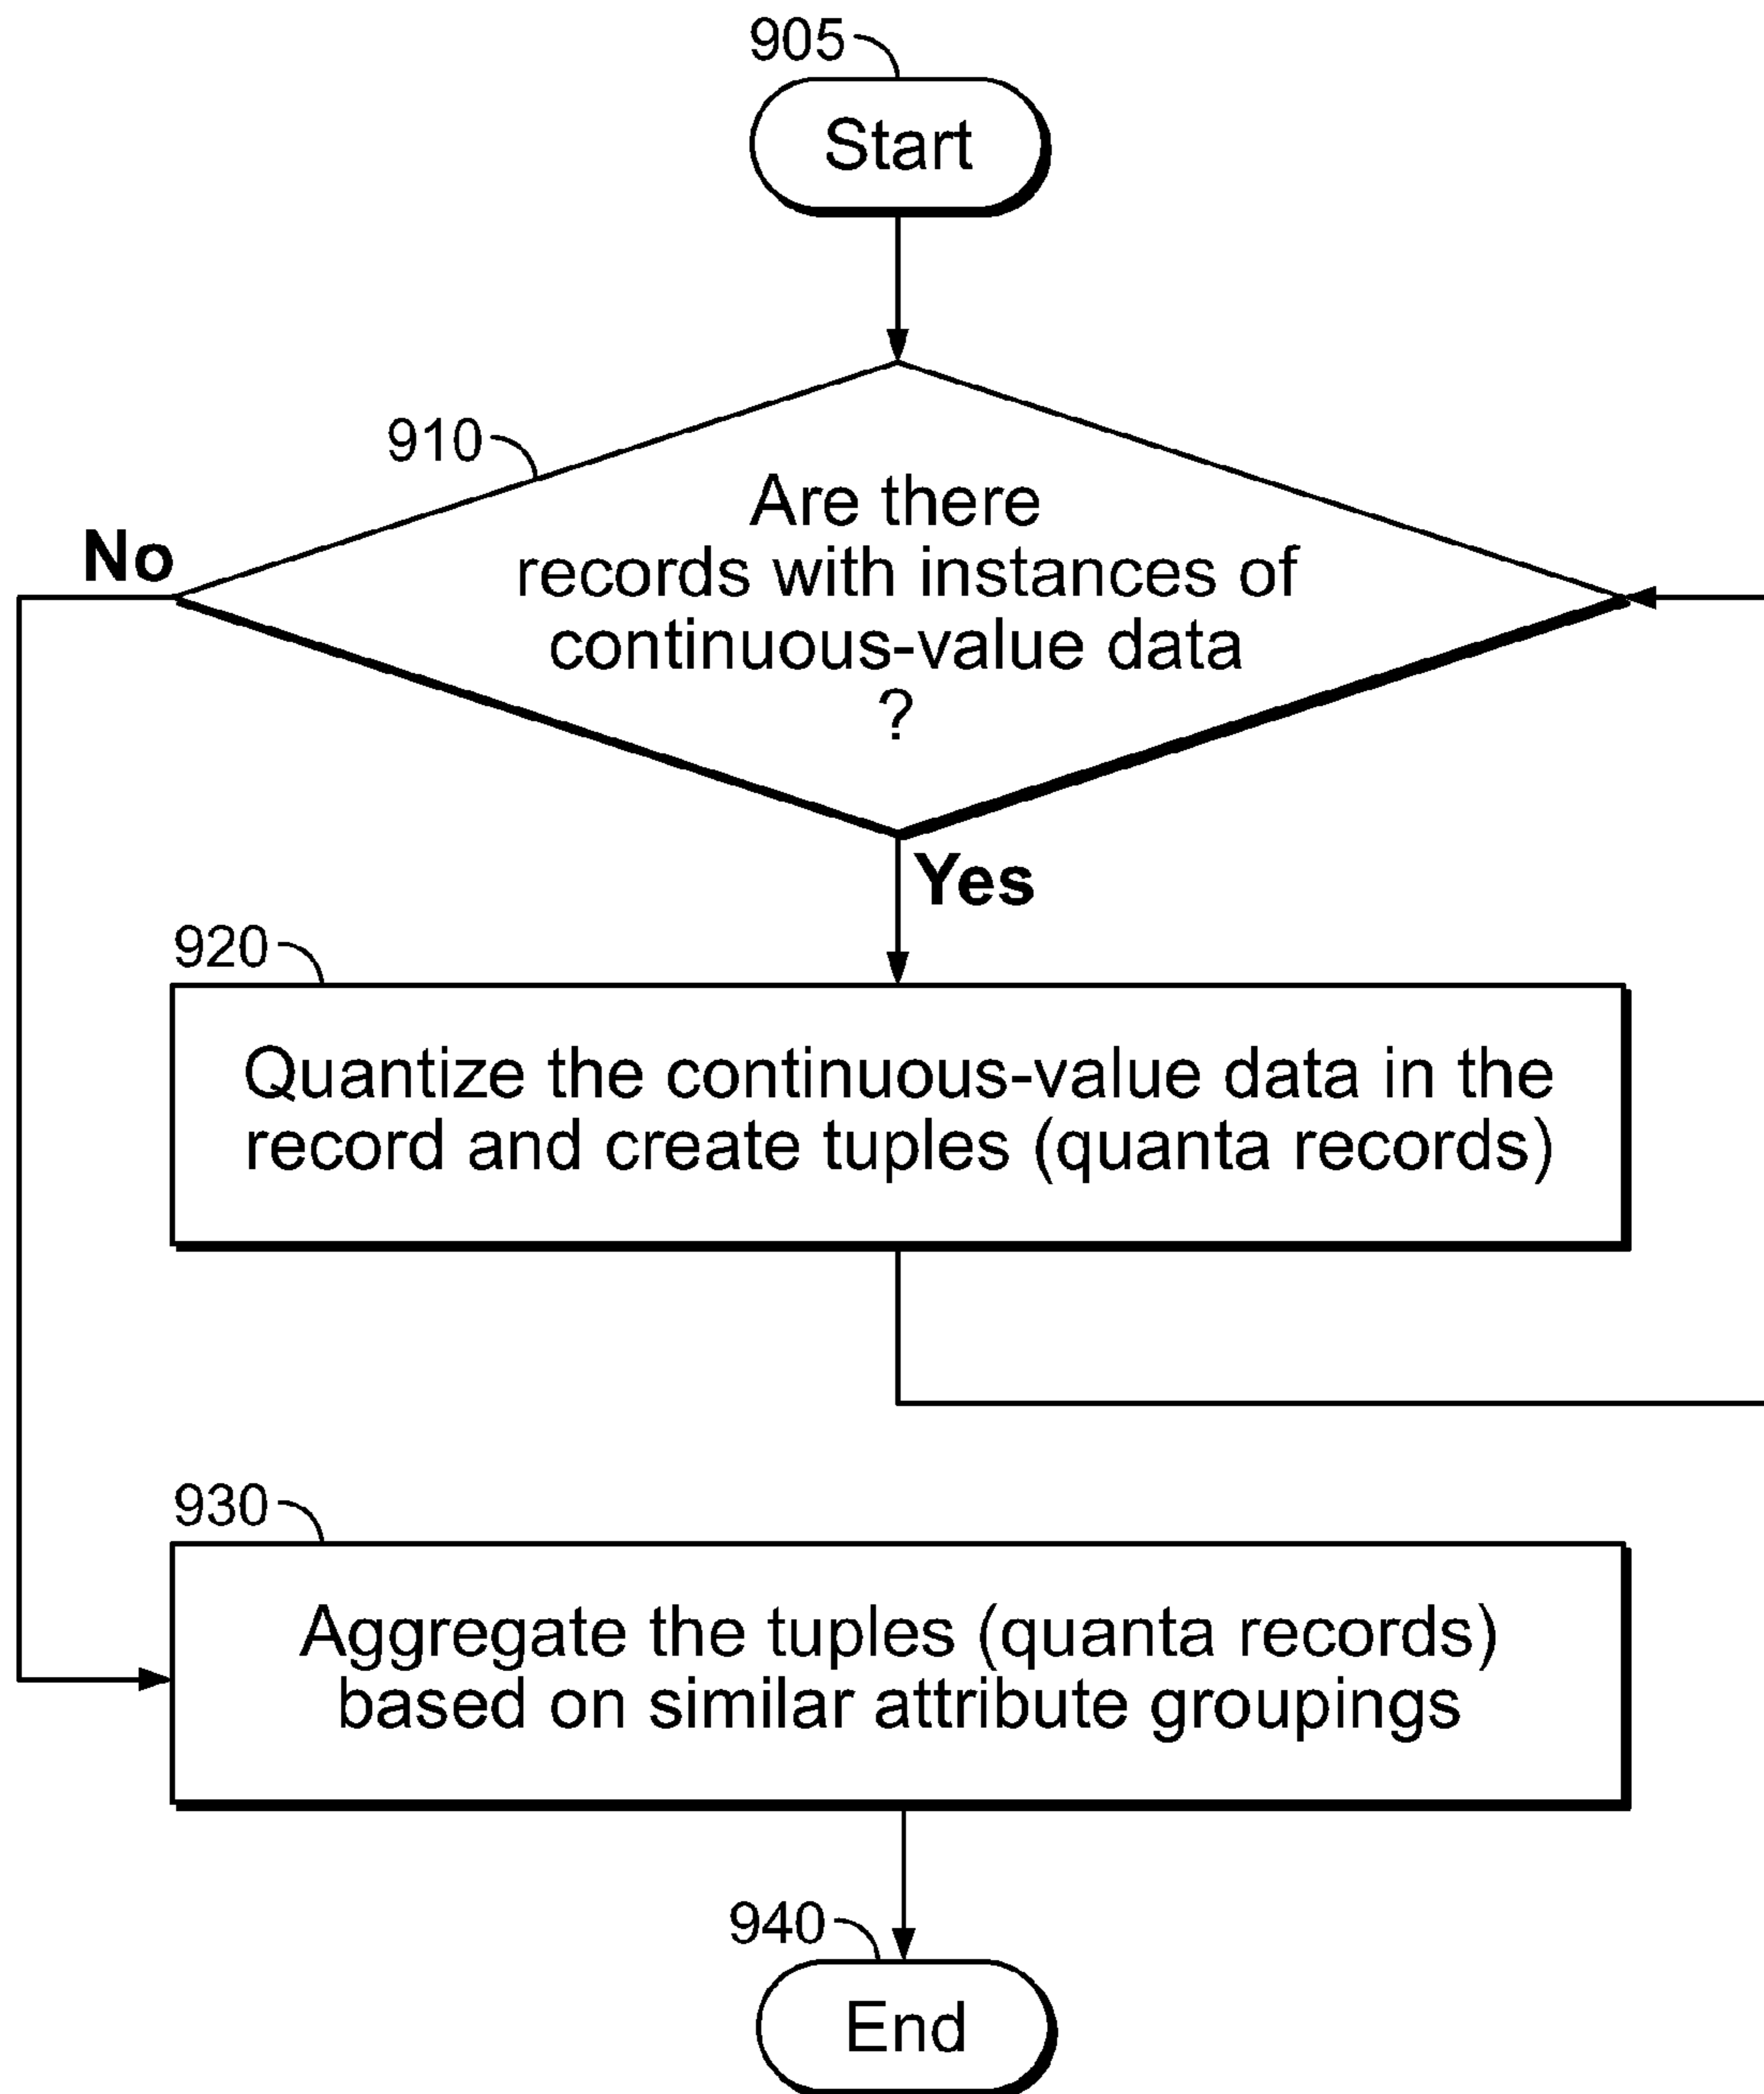 905
Start
910
Are there
records with instances of
continuous-value data
?
No
Yes
920
Quantize the continuous-value data in the
record and create tuples (quanta records)
930
Aggregate the tuples (quanta records)
based on similar attribute groupings
940
End